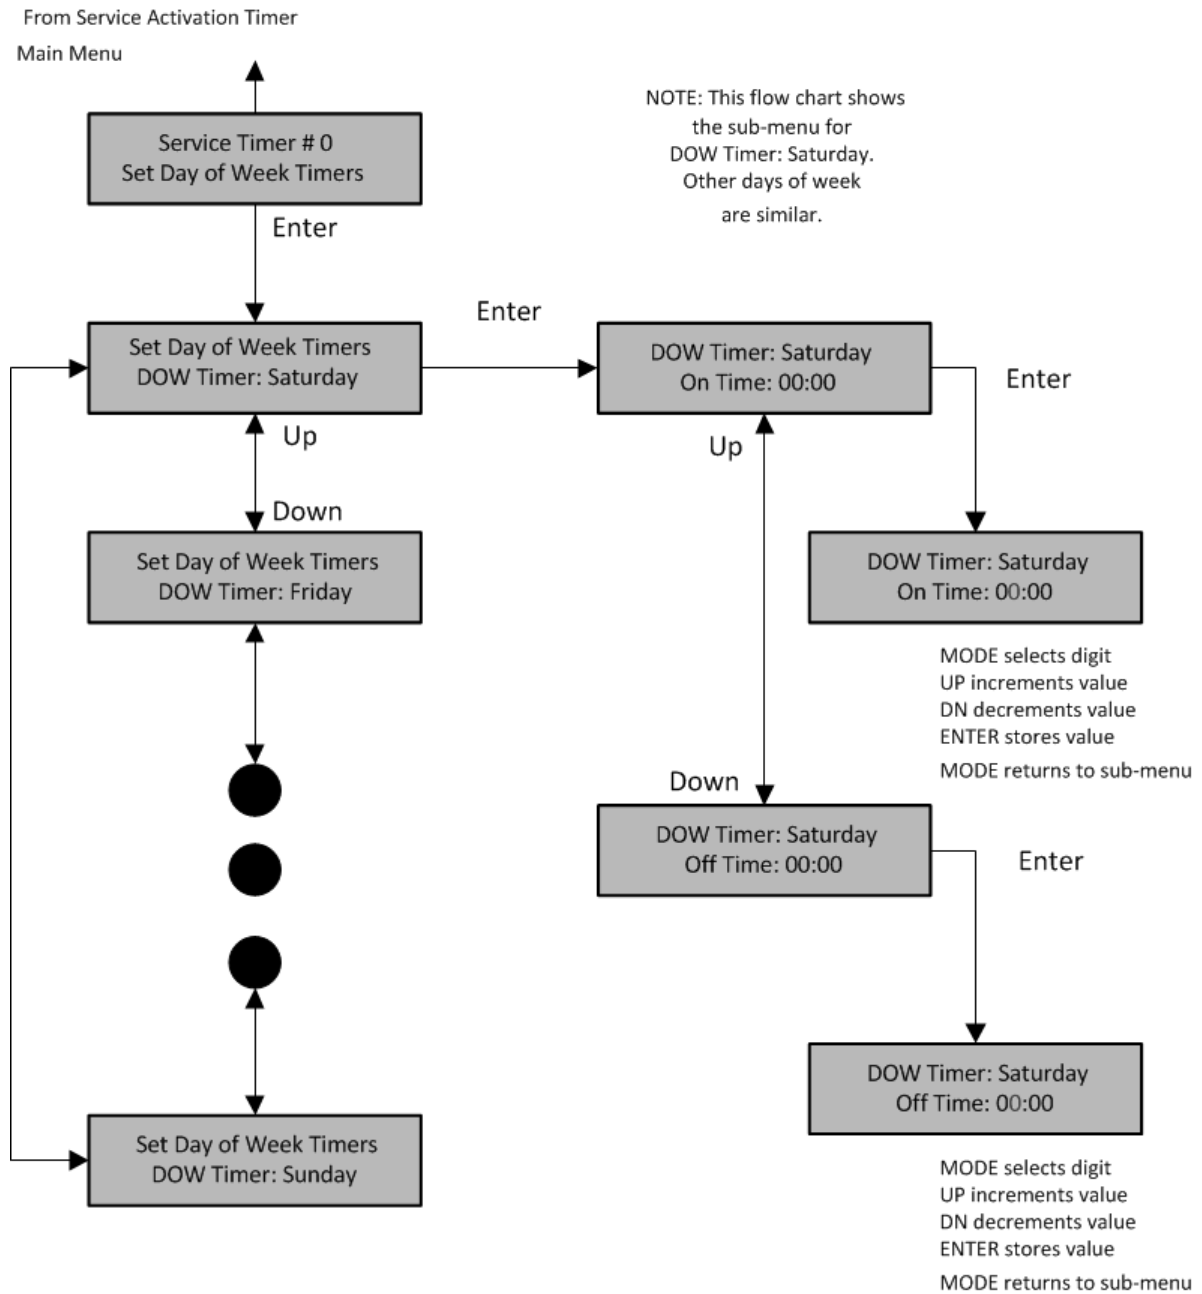 From Service Activation Timer
Main Menu
NOTE: This flow chart shows
the sub-menu for
DOW Timer: Saturday.
Other days of week
are similar.
Service Timer # 0
Set Day of Week Timers
Enter
Set Day of Week Timers
DOW Timer: Saturday
Enter
DOW Timer: Saturday
On Time: 00:00
Enter
Up
Down
Up
Set Day of Week Timers
DOW Timer: Friday
DOW Timer: Saturday
On Time: 00:00
MODE selects digit
UP increments value
DN decrements value
ENTER stores value
MODE returns to sub-menu
Down
DOW Timer: Saturday
Off Time: 00:00
Enter
DOW Timer: Saturday
Off Time: 00:00
MODE selects digit
UP increments value
DN decrements value
ENTER stores value
MODE returns to sub-menu
Set Day of Week Timers
DOW Timer: Sunday